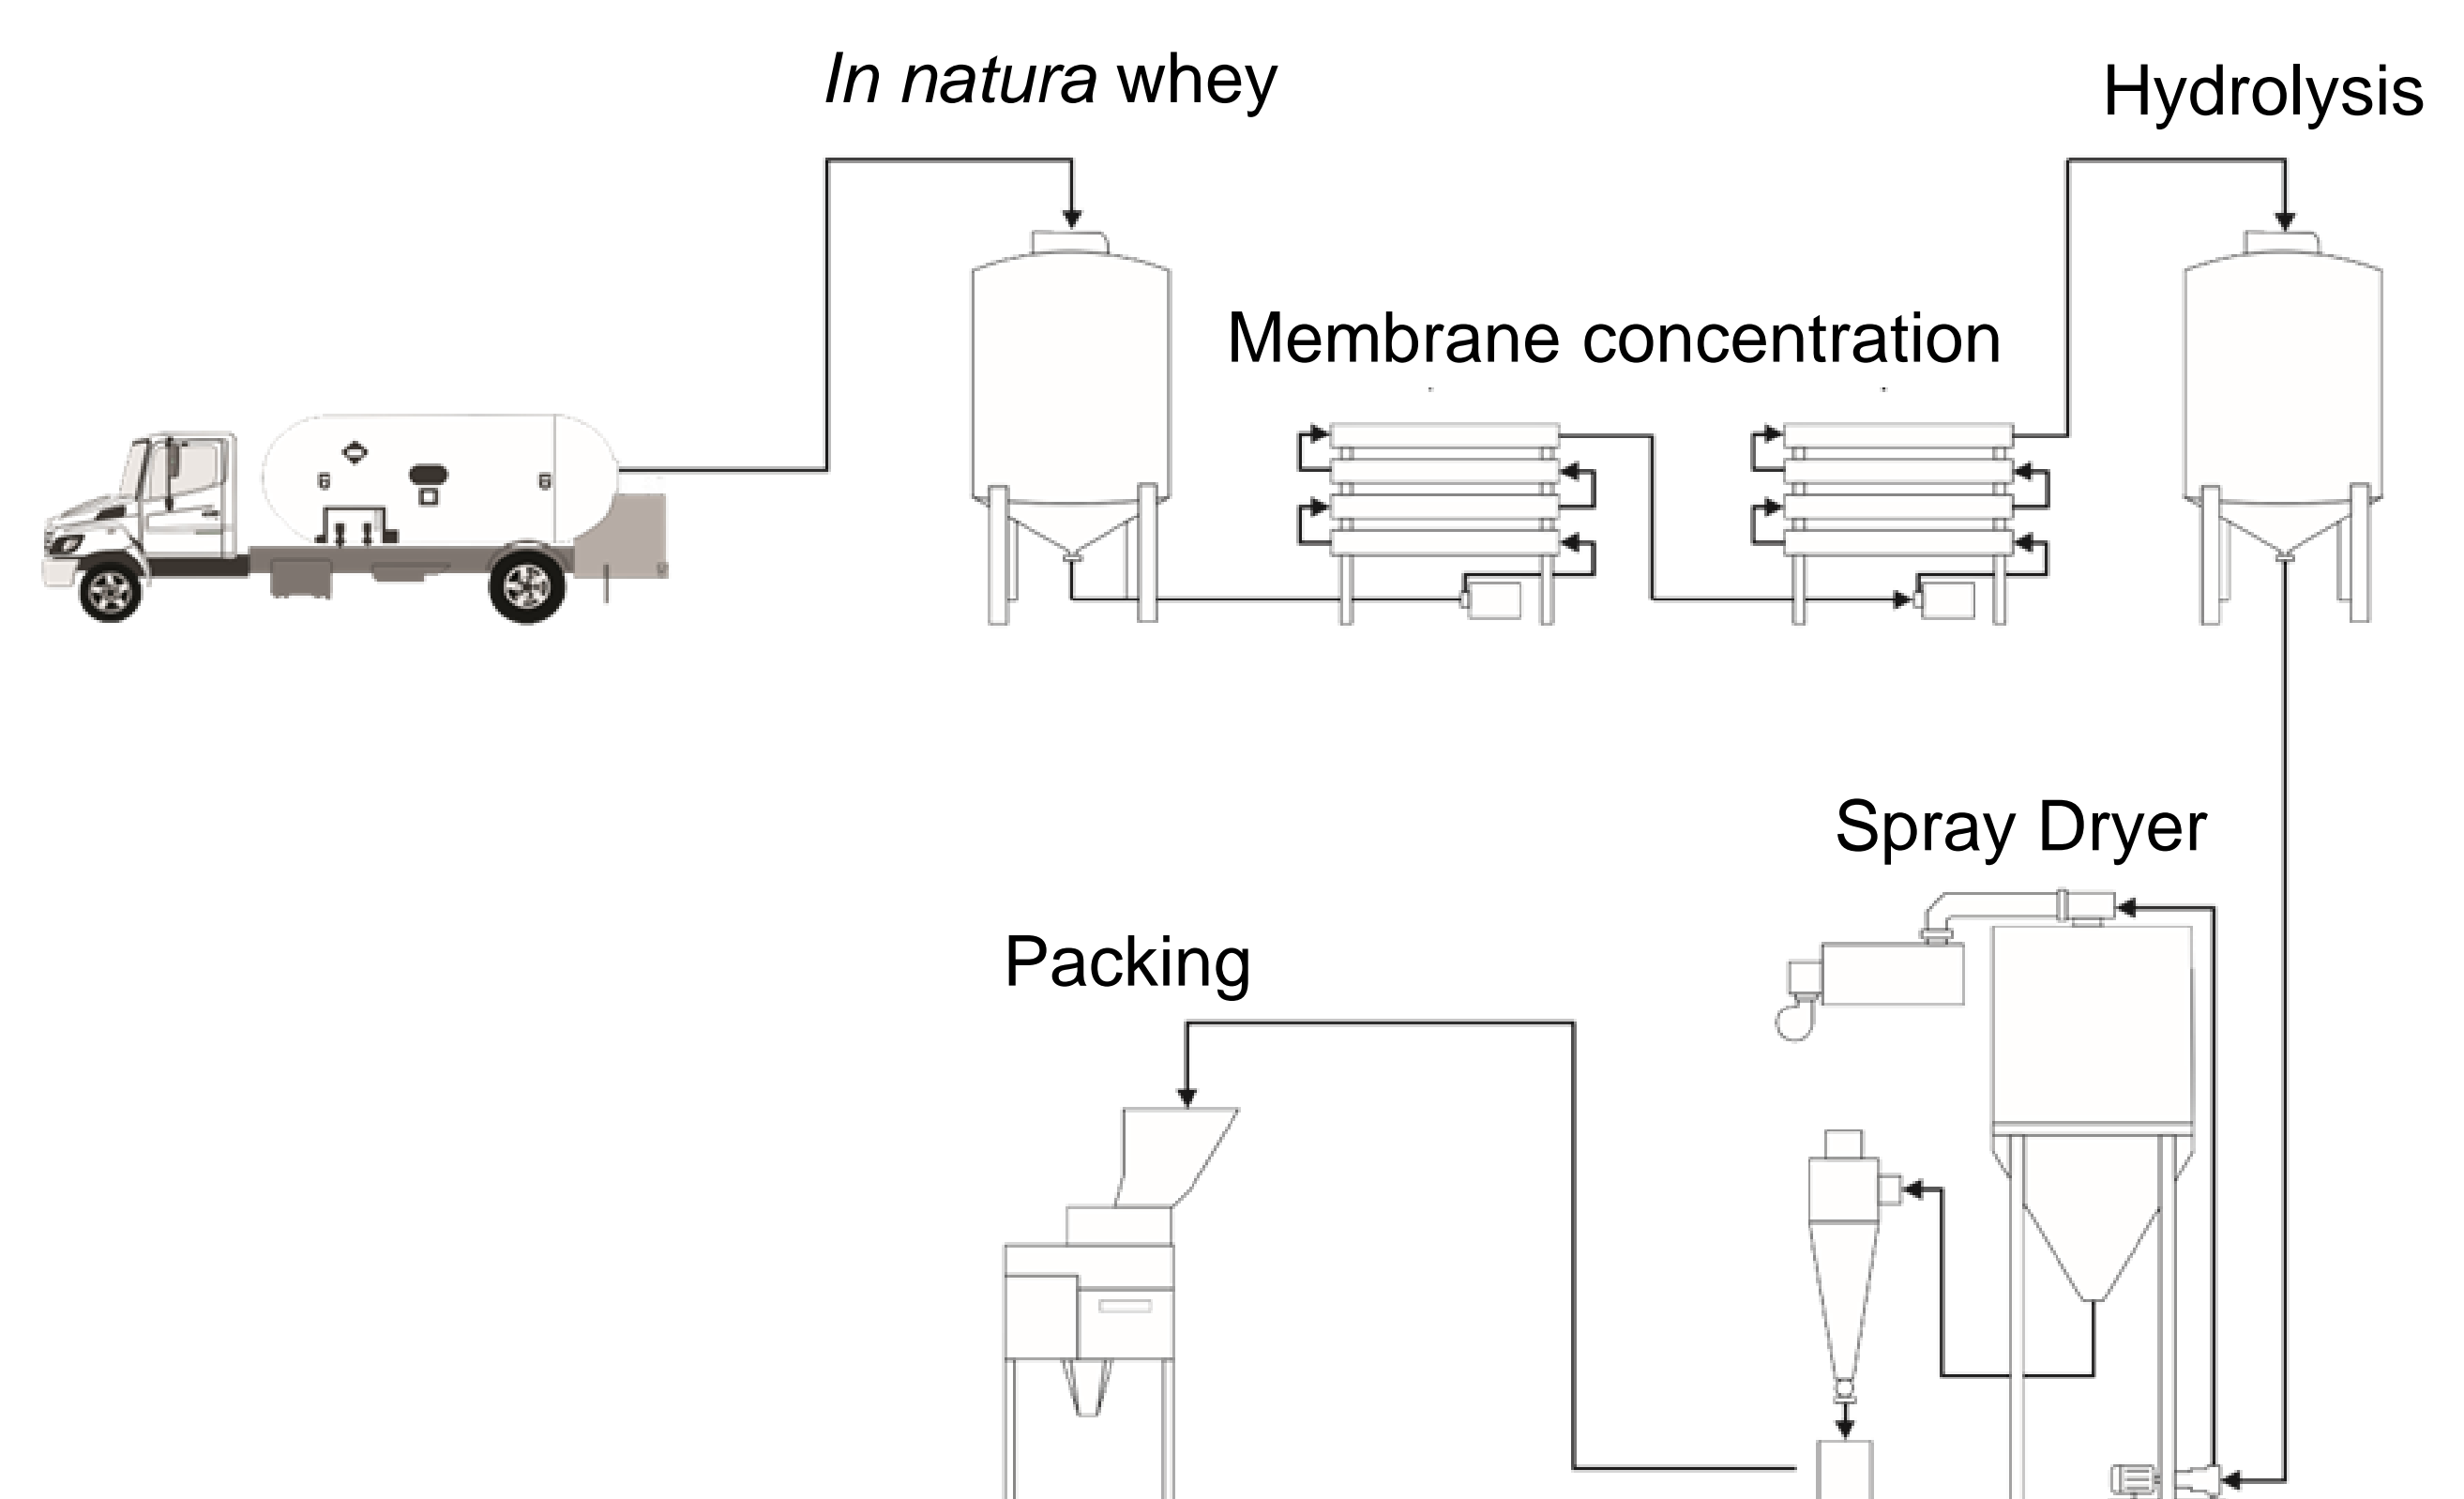 In natura whey
Hydrolysis
Membrane concentration
Spray Dryer
Packing